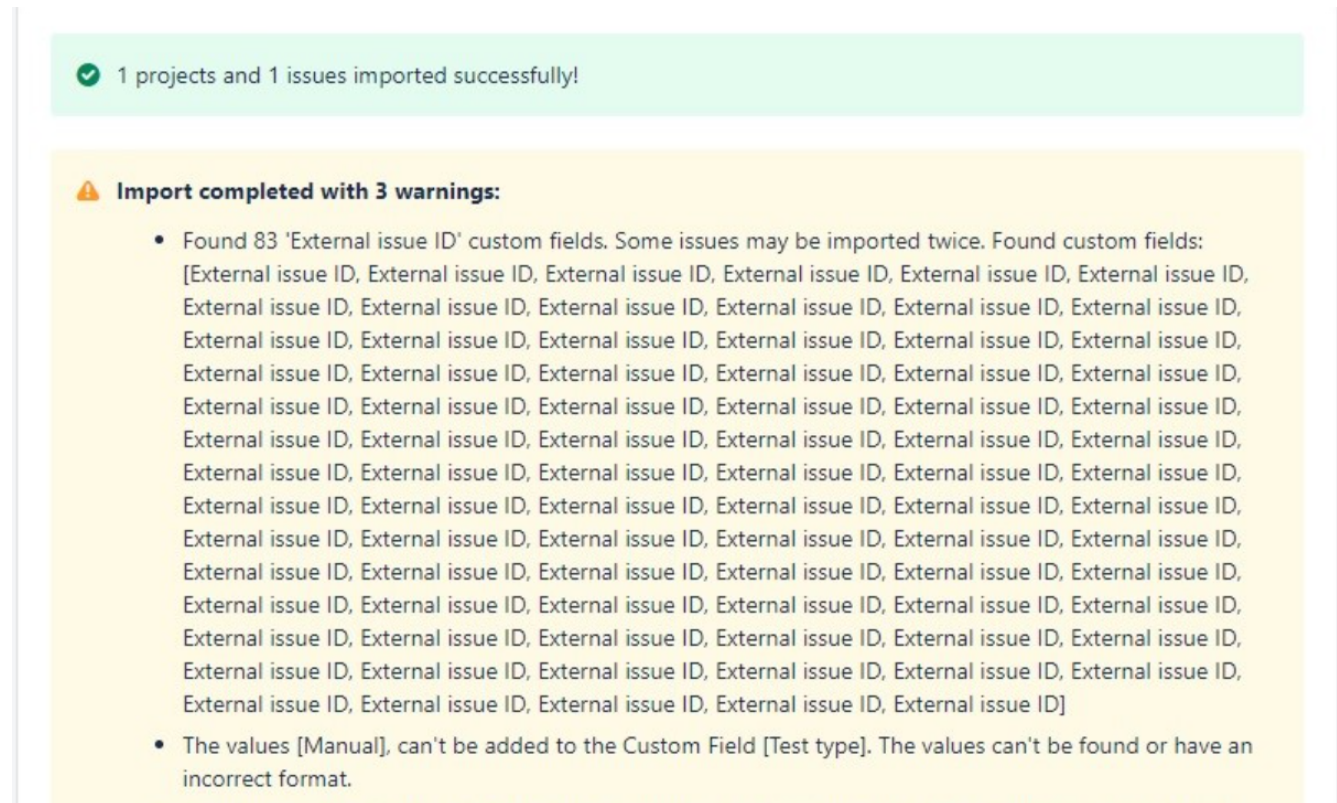 1 projects and 1 issues imported successfully!
Import completed with 3 warnings:
• Found 83 'External issue ID' custom fields. Some issues may be imported twice. Found custom fields:
[External issue ID, External issue ID, External issue ID, External issue ID, External issue ID, External issue ID,
External issue ID, External issue ID, External issue ID, External issue ID, External issue ID, External issue ID,
External issue ID, External issue ID, External issue ID, External issue ID, External issue ID, External issue ID,
External issue ID, External issue ID, External issue ID, External issue ID, External issue ID, External issue ID,
External issue ID, External issue ID, External issue ID, External issue ID, External issue ID, External issue ID,
External issue ID, External issue ID, External issue ID, External issue ID, External issue ID, External issue ID,
External issue ID, External issue ID, External issue ID, External issue ID, External issue ID, External issue ID,
External issue ID, External issue ID, External issue ID, External issue ID, External issue ID, External issue ID,
External issue ID, External issue ID, External issue ID, External issue ID, External issue ID, External issue ID,
External issue ID, External issue ID, External issue ID, External issue ID, External issue ID, External issue ID,
External issue ID, External issue ID, External issue ID, External issue ID, External issue ID, External issue ID,
External issue ID, External issue ID, External issue ID, External issue ID, External issue ID, External issue ID,
External issue ID, External issue ID, External issue ID, External issue ID, External issue ID, External issue ID,
External issue ID, External issue ID, External issue ID, External issue ID, External issue ID]
• The values [Manual], can't be added to the Custom Field [Test type]. The values can't be found or have an
incorrect format.